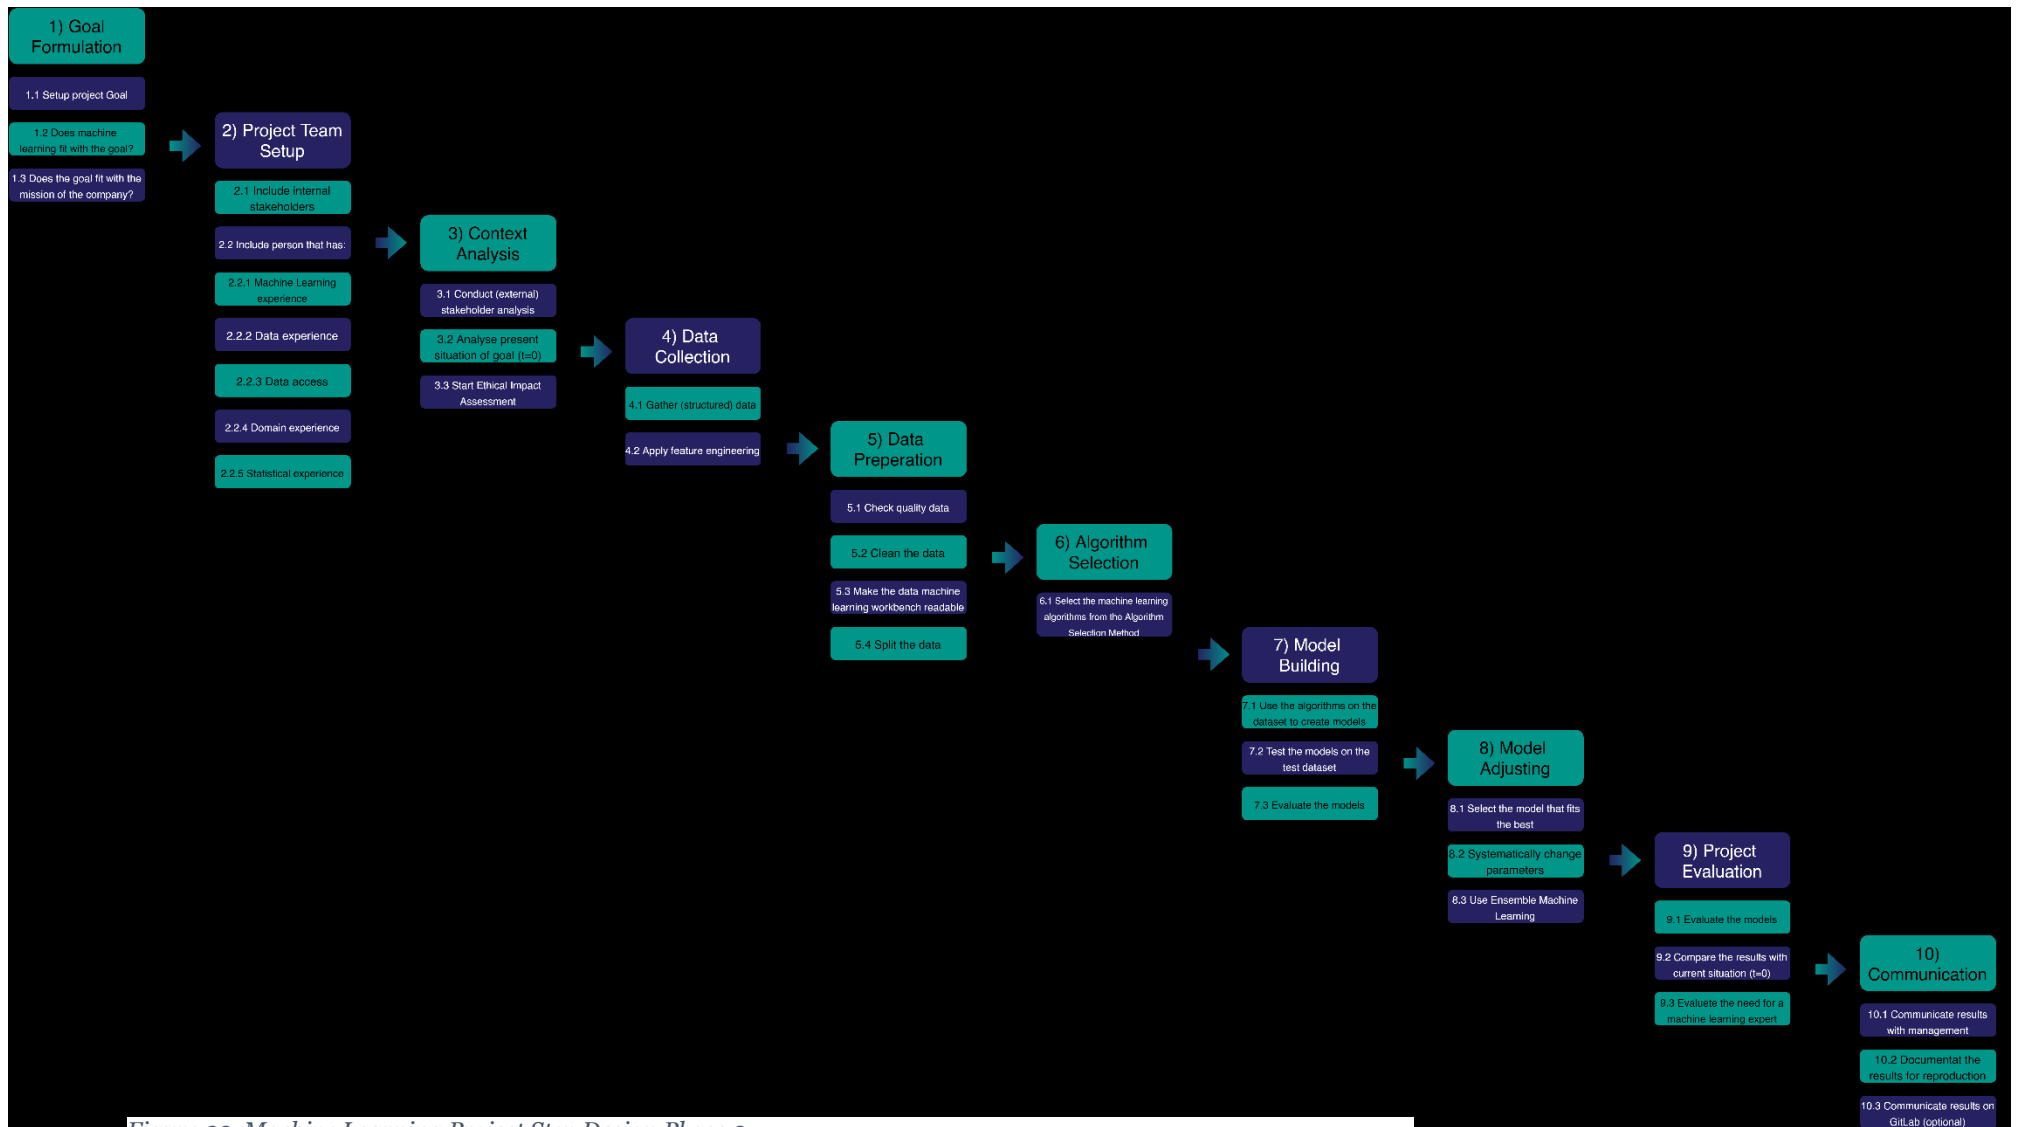 1) Goal
Formulation
1.1 Setup project Goal
1.2 Does machine
learning fit with the goal?
1.3 Does the goal fit with the
mission of the company?
2) Project Team
Setup
2.1 Include internal
stakeholders
2.2 Include person that has:
2.2.1 Machine Learning
experience
2.2.2 Data experience
2.2.3 Data access
2.2.4 Domain experience
2.2.5 Statistical experience
3) Context
Analysis
3.1 Conduct (external)
stakeholder analysis
3.2 Analyse present
situation of goal (t=0)
3.3 Start Ethical Impact
Assessment
4) Data
Collection
4.1 Gather (structured) data
4.2 Apply feature engineering
5) Data
Preperation
5.1 Check quality data
5.2 Clean the data
5.3 Make the data machine
learning workbench readable
5.4 Split the data
6) Algorithm
Selection
6.1 Select the machine learning
algorithms from the Algorithm
Selection Method
7) Model
Building
7.1 Use the algorithms on the
dataset to create models
7.2 Test the models on the
test dataset
7.3 Evaluate the models
8) Model
Adjusting
8.1 Select the model that fits
the best
8.2 Systematically change
parameters
8.3 Use Ensemble Machine
Learning
9) Project
Evaluation
9.1 Evaluate the models
9.2 Compare the results with
current situation (t=0)
9.3 Evaluate the need for a
machine learning expert
10)
Communication
10.1 Communicate results
with management
10.2 Documentat the
results for reproduction
10.3 Communicate results on
GitLab (optional)
Machine Learning Project Step Design Phase